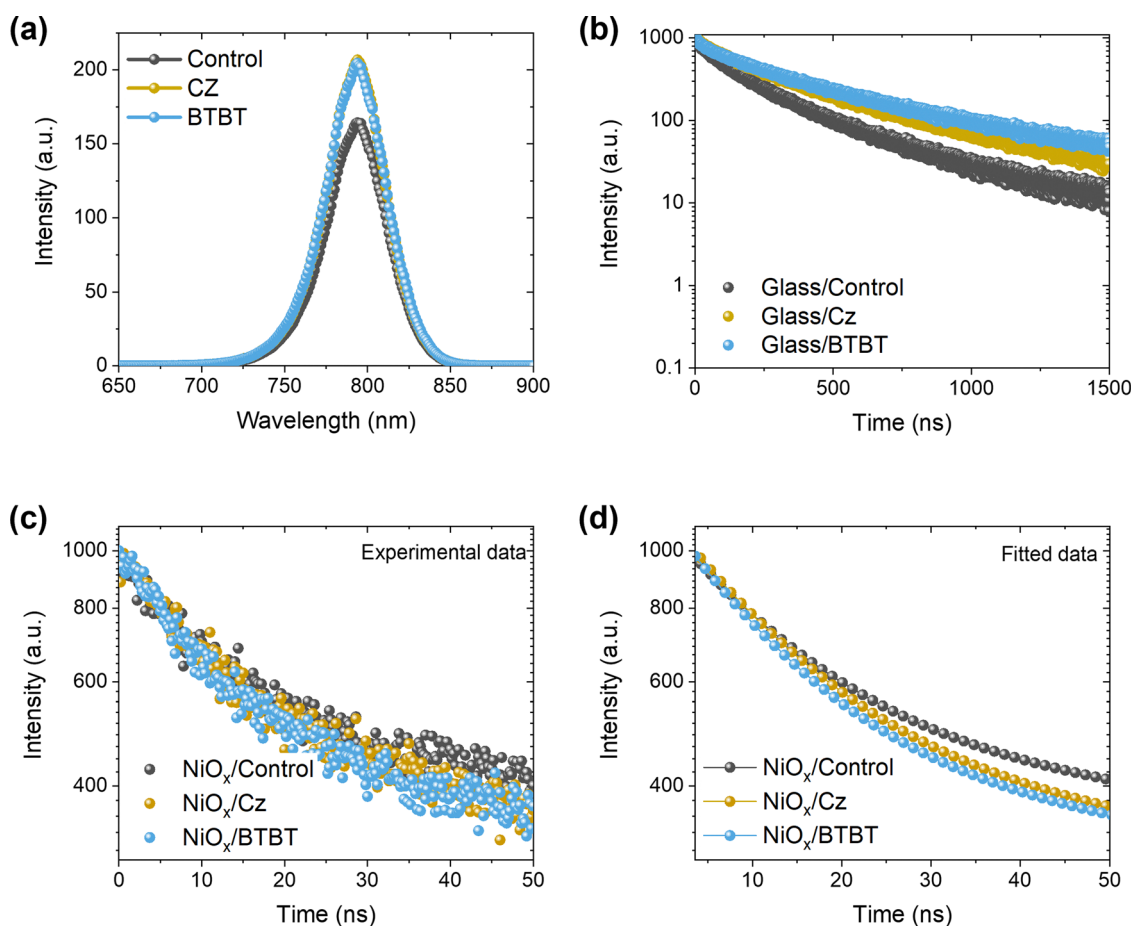 (a)
Control
CZ
BTBT
Intensity (a.u.)
200
150
100
50
0
650
700
750
800
850
900
Wavelength (nm)
(b)
Intensity (a.u.)
1000
100
10
1
0.1
Glass/Control
Glass/Cz
Glass/BTBT
0
500
1000
1500
Time (ns)
(c)
Experimental data
Intensity (a.u.)
1000
800
600
400
NiOₓ/Control
NiOₓ/Cz
NiOₓ/BTBT
0
10
20
30
40
50
Time (ns)
(d)
Fitted data
Intensity (a.u.)
1000
800
600
400
NiOₓ/Control
NiOₓ/Cz
NiOₓ/BTBT
10
20
30
40
50
Time (ns)